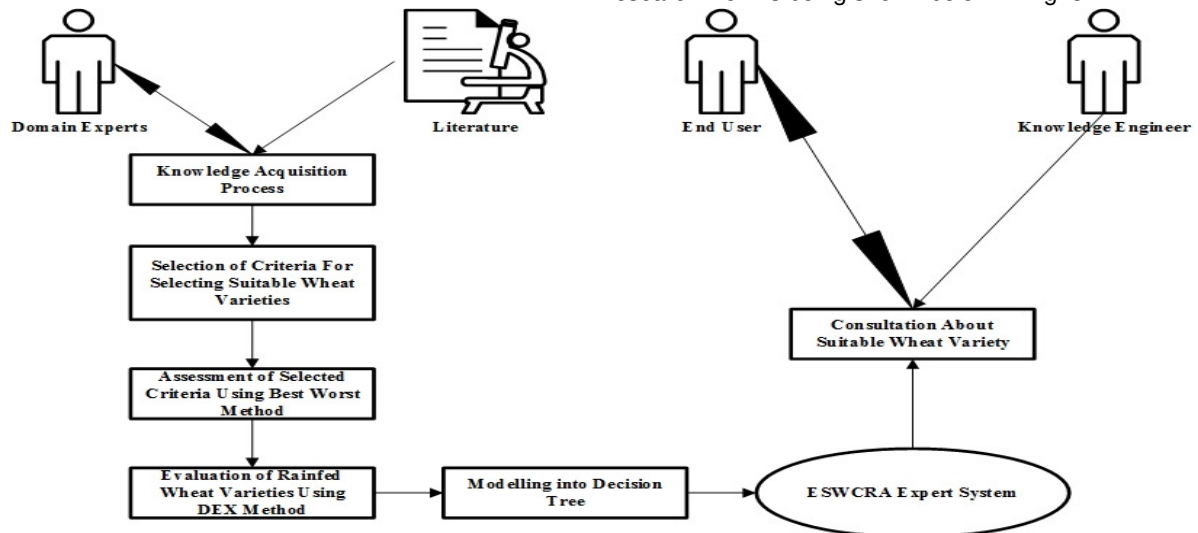 Domain Experts
Literature
End User
Knowledge Engineer
Knowledge Acquisition
Process
Selection of Criteria For
Selecting Suitable Wheat
Varieties
Assessment of Selected
Criteria Using Best Worst
Method
Evaluation of Rainfed
Wheat Varieties Using
DEX Method
Modelling into Decision
Tree
ESWCRA Expert System
Consultation About
Suitable Wheat Variety